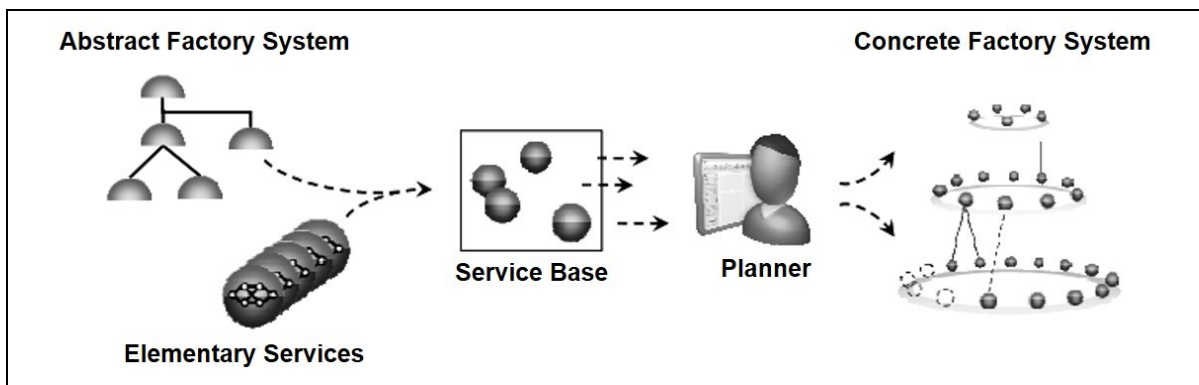 Abstract Factory System
Concrete Factory System
Service Base
Planner
Elementary Services